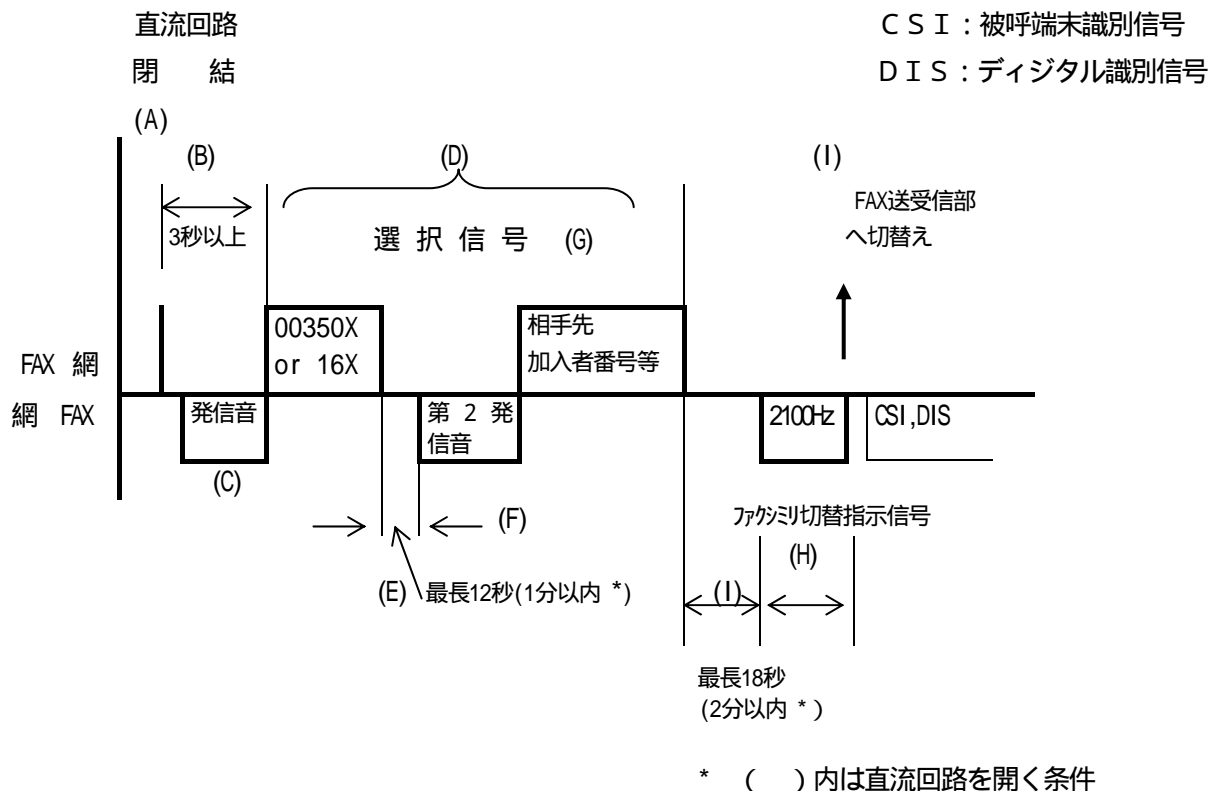 直流回路
閉　結
ＣＳＩ：被呼端末識別信号
ＤＩＳ：ディジタル識別信号
(A)
(B)
(D)
(I)
3秒以上
選 択 信 号 (G)
FAX送受信部
へ切替え
00350X
or 16X
相手先
加入者番号等
FAX 網
網 FAX
発信音
第 2 発
信音
2100Hz
CSI,DIS
(C)
(F)
ﾌｧｸｼﾐﾘ切替指示信号
(H)
(E)
最長12秒(1分以内 *)
(I)
最長18秒
(2分以内 * )
* (　) 内は直流回路を開く条件